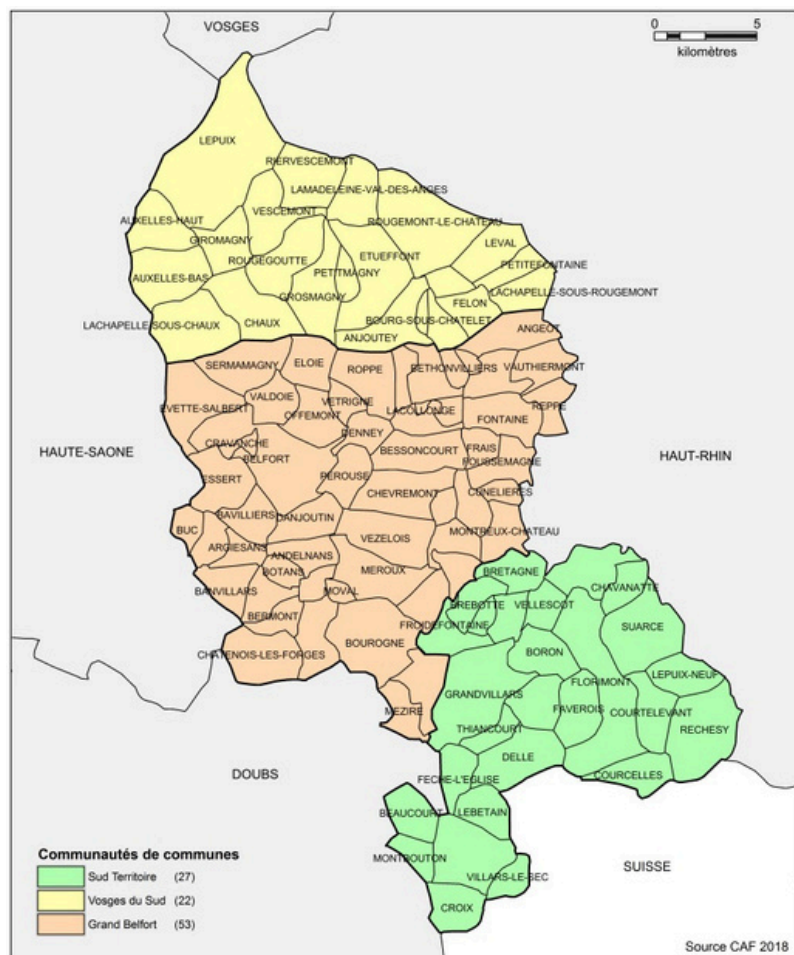 VOSGES
0 5
kilomètres
LEPUIX
RIERVESCEMONT
LAMADELEINE-VAL-DES-ANGES
AUXELLES-HAUT
VESCEMONT
ROUGEMONT-LE-CHATEAU
GIROMAGNY
LEVAL
ROUGEGOUTTE
ETUEFFONT
PETITEFONTAINE
AUXELLES-BAS
PETITMAGNY
LACHAPELLE-SOUS-ROUGEMONT
GROSMAGNY
FELON
LACHAPELLE SOUS-CHAUX
CHAUX
BOURG-SOUS-CHATELET
ANJOUTEY
ANGEOT
SERMAMAGNY
ELOIE
ROPPE
BETHONVILLIERS
VAUTHIERMONT
VALDOIE
VETRIGNE
EVETTE-SALBERT
OFFEMONT
LACOLLONGE
REPPE
FONTAINE
DENNEY
CRAVANCHE
HAUTE-SAONE
BESSONCOURT
FRAIS
HAUT-RHIN
BELFORT
FOUSSEMAGNE
ESSERT
PEROUSE
CHEVREMONT
CUNELIERES
BAVILLIERS
DANJOUTIN
BUC
MONTREUX-CHATEAU
VEZELOIS
ARGIESANS
ANDELNANS
BOTANS
MEROUX
BRETAGNE
BANVILLARS
MOVAL
CHAVANATTE
BREBOTTE
VELLESCOT
BERMONT
FROIDEFONTAINE
SUARCE
BOUROGNE
CHATENOIS-LES-FORGES
BORON
LEPUIX-NEUF
FLORIMONT
GRANDVILLARS
FAVEROIS
MEZIRE
COURTELEVANT
THIANCOURT
RECHESY
DELLE
DOUBS
FECHE-L'EGLISE
COURCELLES
BEAUCOURT
LEBETAIN
MONTBOUTON
SUISSE
VILLARS-LE-SEC
CROIX
Communautés de communes
Sud Territoire (27)
Vosges du Sud (22)
Grand Belfort (53)
Source CAF 2018